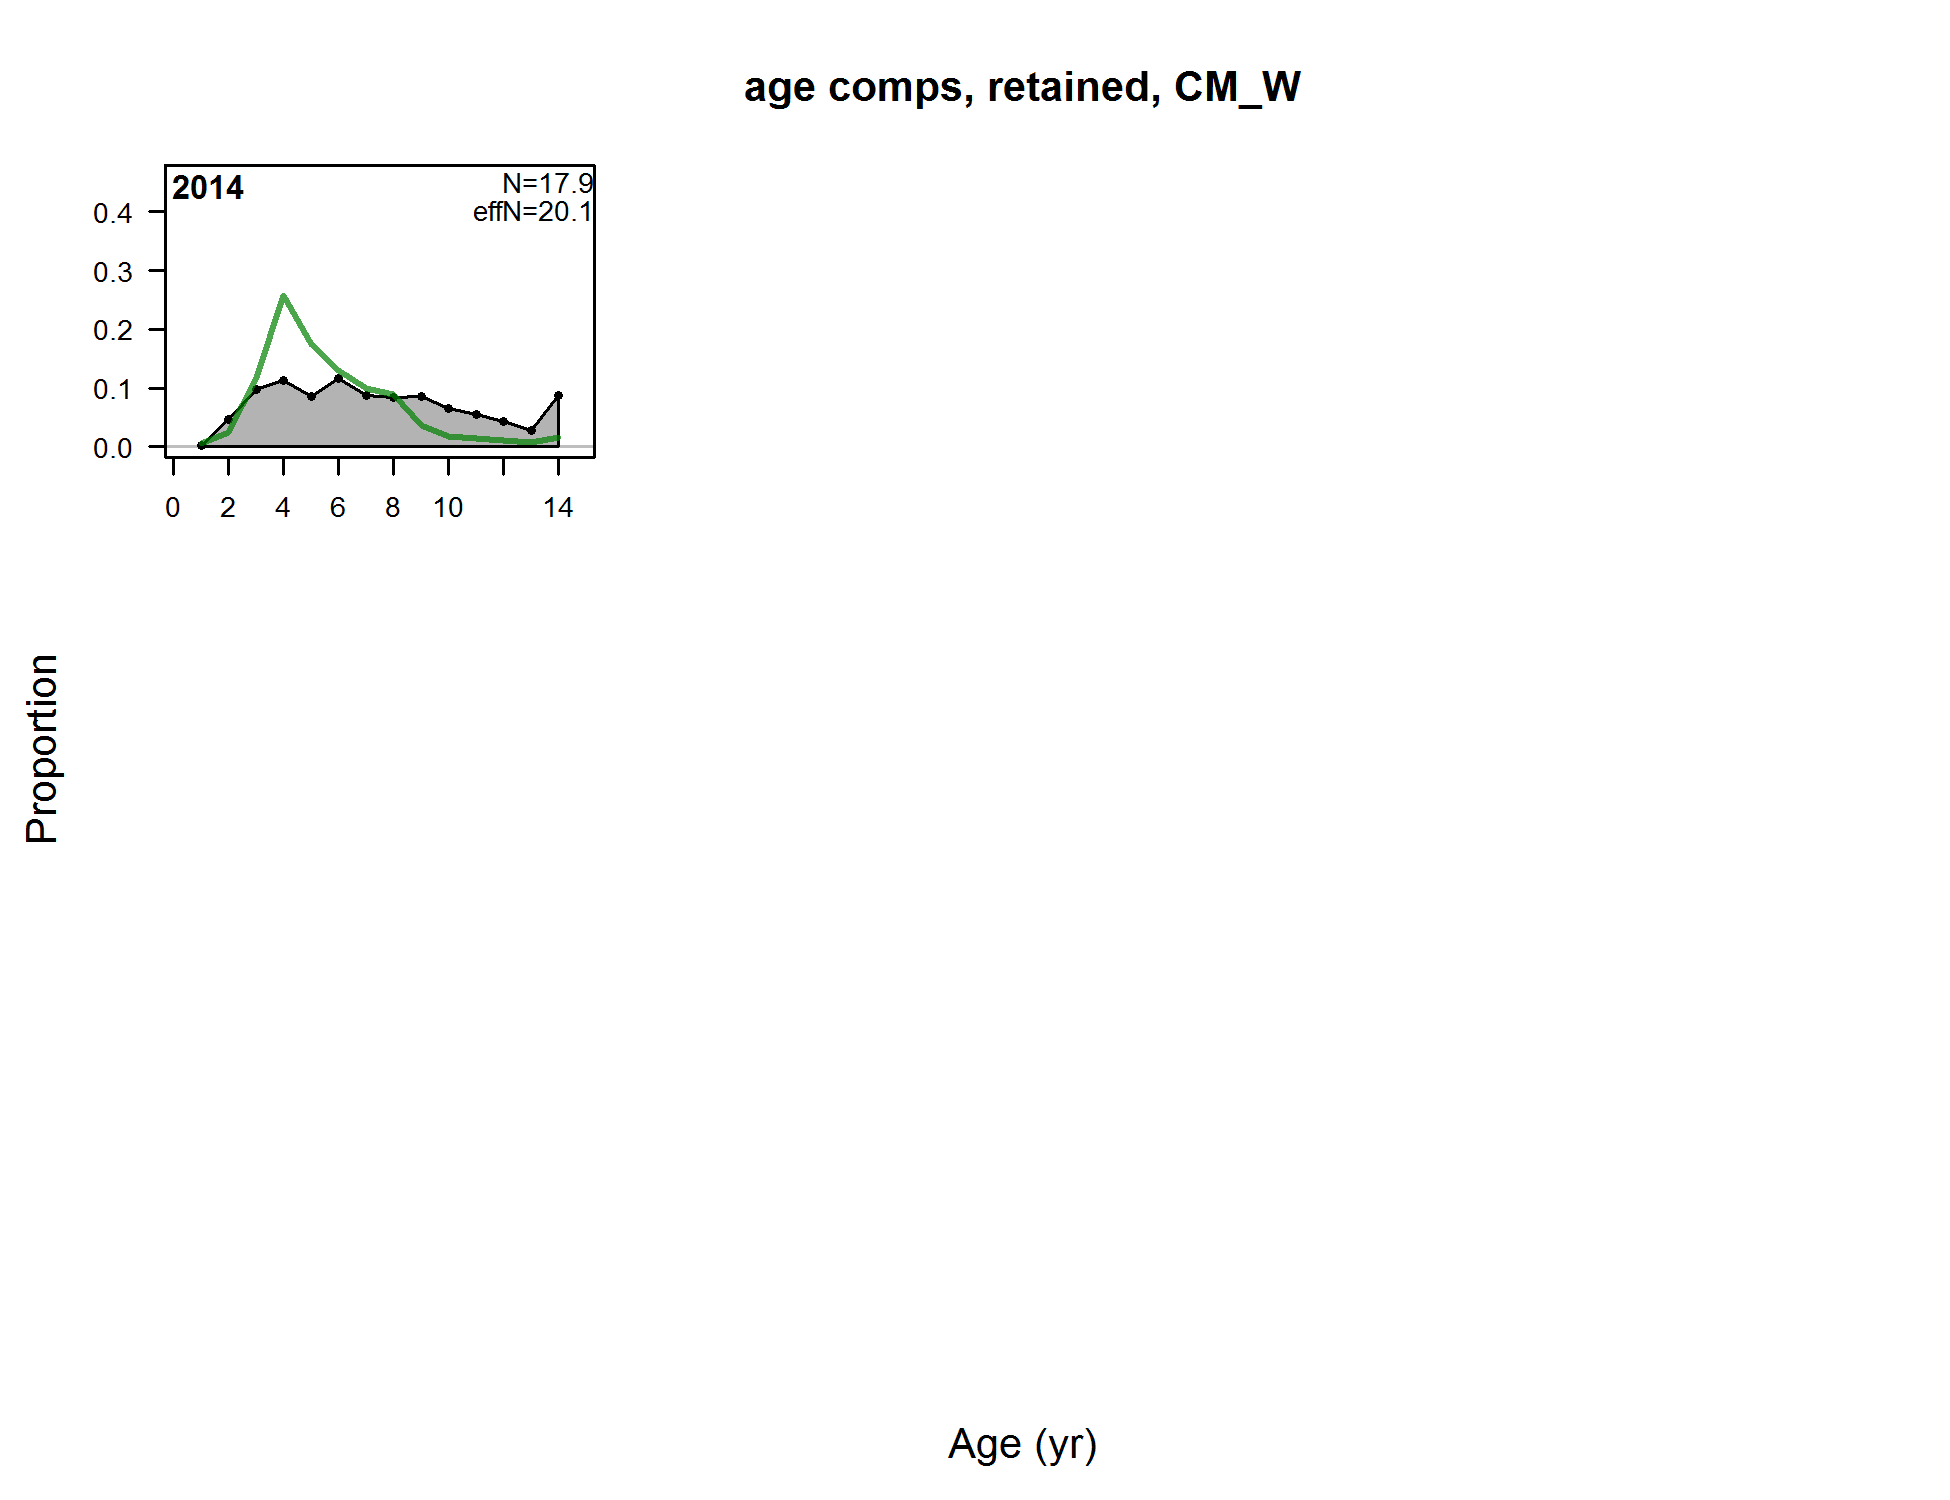 age comps, retained, CM_W
2014
N=17.9
effN=20.1
0.4
0.3
0.2
0.1
0.0
0 2 4 6 8 10 14
Proportion
Age (yr)